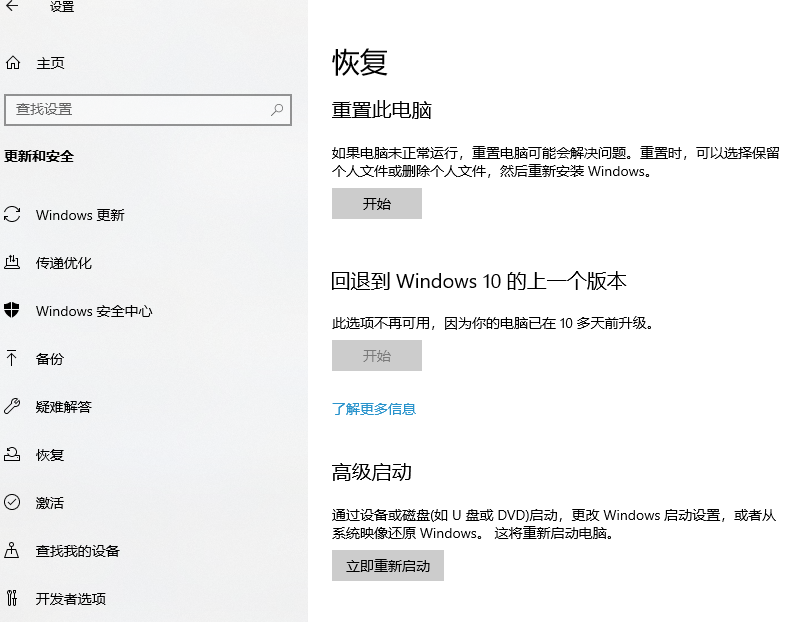 设置
主页
查找设置
更新和安全
Windows 更新
传递优化
Windows 安全中心
备份
疑难解答
恢复
激活
查找我的设备
开发者选项
恢复
重置此电脑
如果电脑未正常运行，重置电脑可能会解决问题。重置时，可以选择保留
个人文件或删除个人文件，然后重新安装 Windows。
开始
回退到 Windows 10 的上一个版本
此选项不再可用，因为你的电脑已在 10 多天前升级。
开始
了解更多信息
高级启动
通过设备或磁盘(如 U 盘或 DVD)启动，更改 Windows 启动设置，或者从
系统映像还原 Windows。 这将重新启动电脑。
立即重新启动